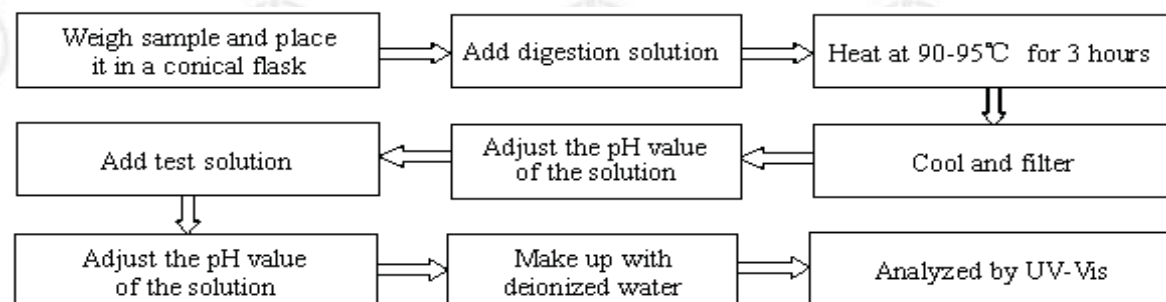 Weigh sample and place
it in a conical flask
Add digestion solution
Heat at 90-95℃ for 3 hours
Cool and filter
Adjust the pH value
of the solution
Add test solution
Adjust the pH value
of the solution
Make up with
deionized water
Analyzed by UV-Vis